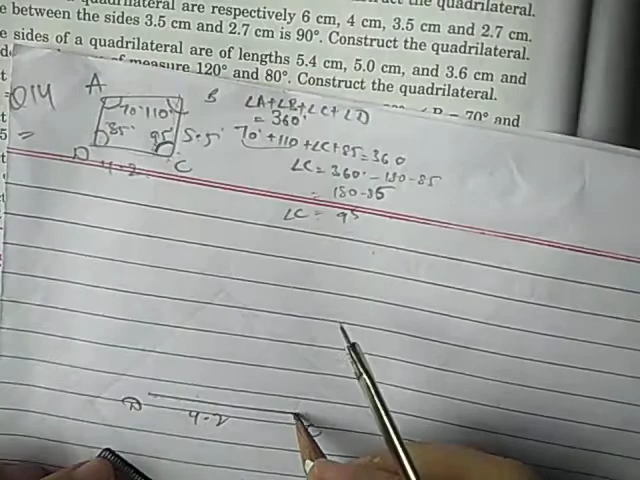 quadrilateral are respectively 6 cm, 4 cm, 3.5 cm and 2.7 cm.
e between the sides 3.5 cm and 2.7 cm is 90°. Construct the quadrilateral.
e sides of a quadrilateral are of lengths 5.4 cm, 5.0 cm, and 3.6 cm and
of measure 120° and 80°. Construct the quadrilateral.
= 70° and
Q14
A
B
70° 110°
85° 95
5.5
D
4.2
C
∠A+∠B+∠C+∠D
= 360°
70°+110+∠C+85=360
∠C=360°-180-85
= 180-85
∠C = 95
D
4.2
C